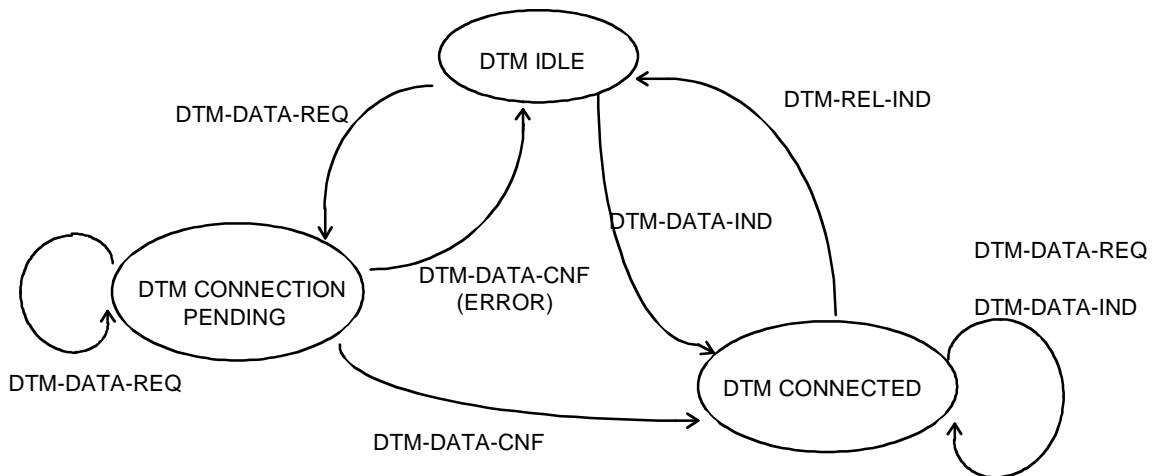 DTM IDLE
DTM-DATA-REQ
DTM-REL-IND
DTM-DATA-IND
DTM-DATA-REQ
DTM-DATA-IND
DTM-DATA-CNF
(ERROR)
DTM CONNECTION
PENDING
DTM-DATA-REQ
DTM CONNECTED
DTM-DATA-CNF